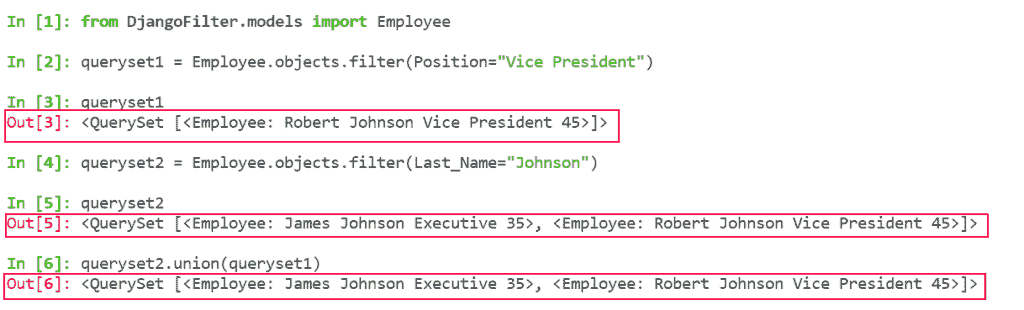 In [1]: from DjangoFilter.models import Employee
In [2]: queryset1 = Employee.objects.filter(Position="Vice President")
In [3]: queryset1
Out[3]: <QuerySet [<Employee: Robert Johnson Vice President 45>]>
In [4]: queryset2 = Employee.objects.filter(Last_Name="Johnson")
In [5]: queryset2
Out[5]: <QuerySet [<Employee: James Johnson Executive 35>, <Employee: Robert Johnson Vice President 45>]>
In [6]: queryset2.union(queryset1)
Out[6]: <QuerySet [<Employee: James Johnson Executive 35>, <Employee: Robert Johnson Vice President 45>]>